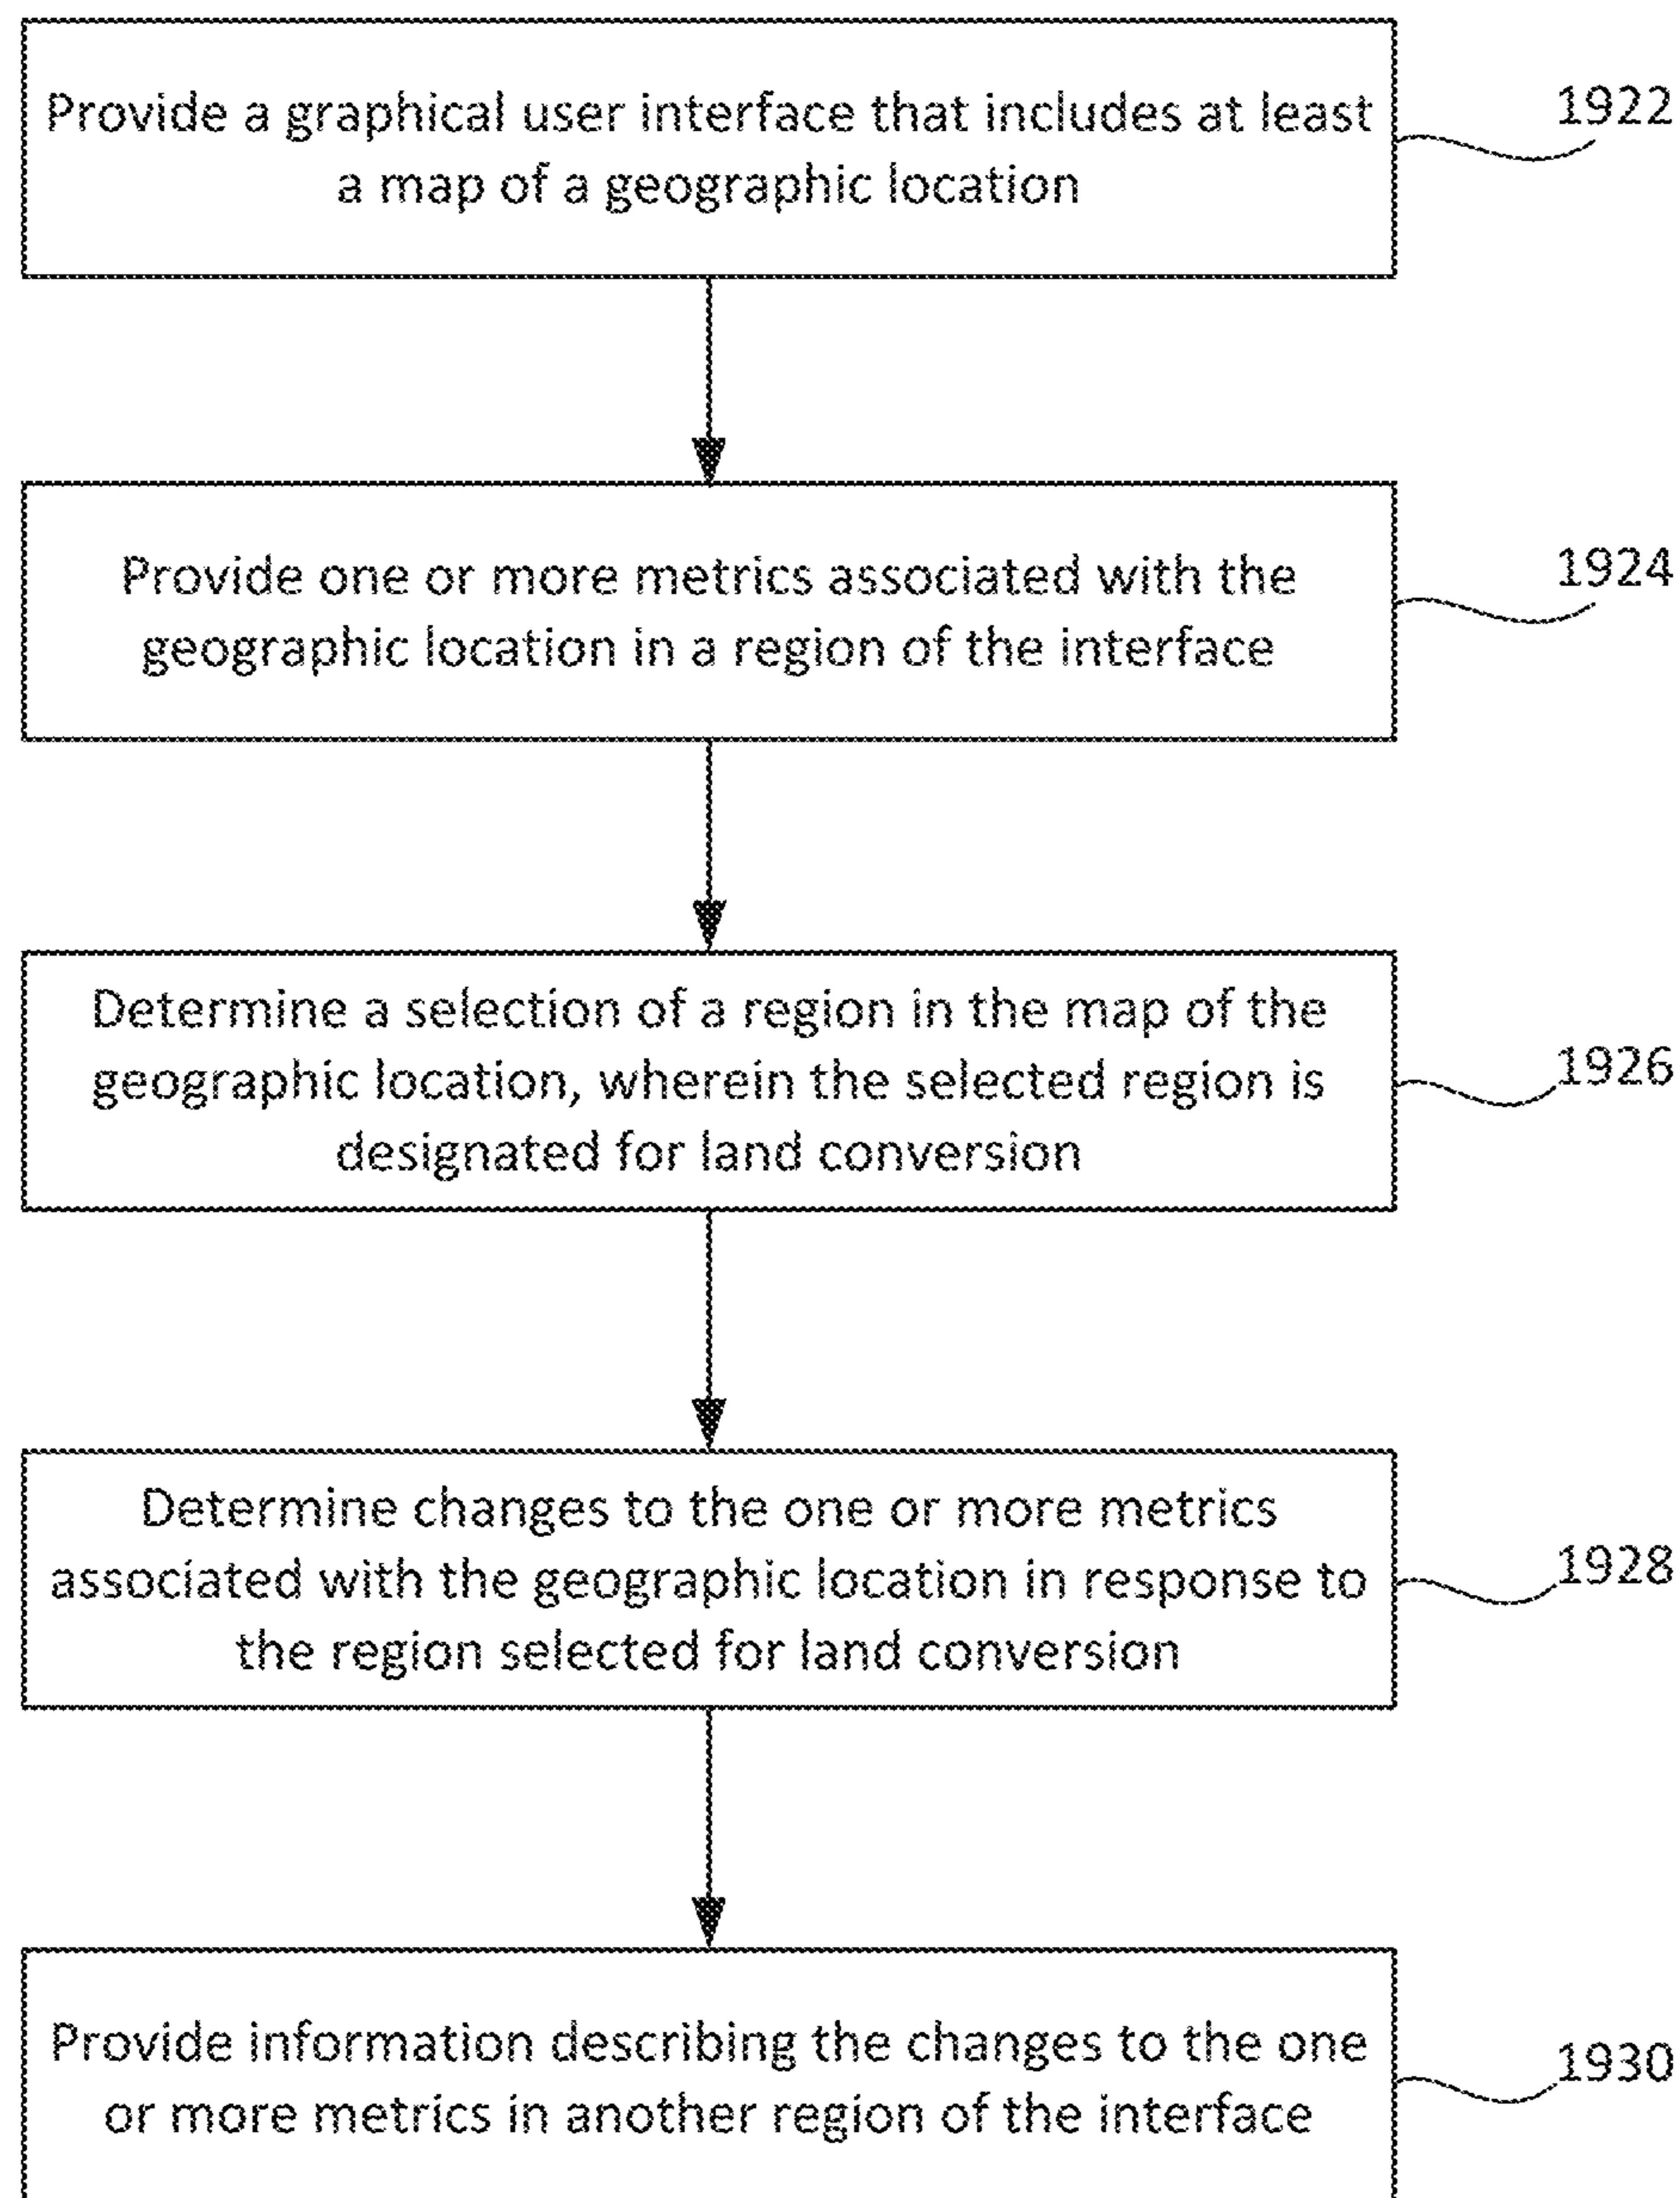 Provide a graphical user interface that includes at least
a map of a geographic location
1922
Provide one or more metrics associated with the
geographic location in a region of the interface
1924
Determine a selection of a region in the map of the
geographic location, wherein the selected region is
designated for land conversion
1926
Determine changes to the one or more metrics
associated with the geographic location in response to
the region selected for land conversion
1928
Provide information describing the changes to the one
or more metrics in another region of the interface
1930